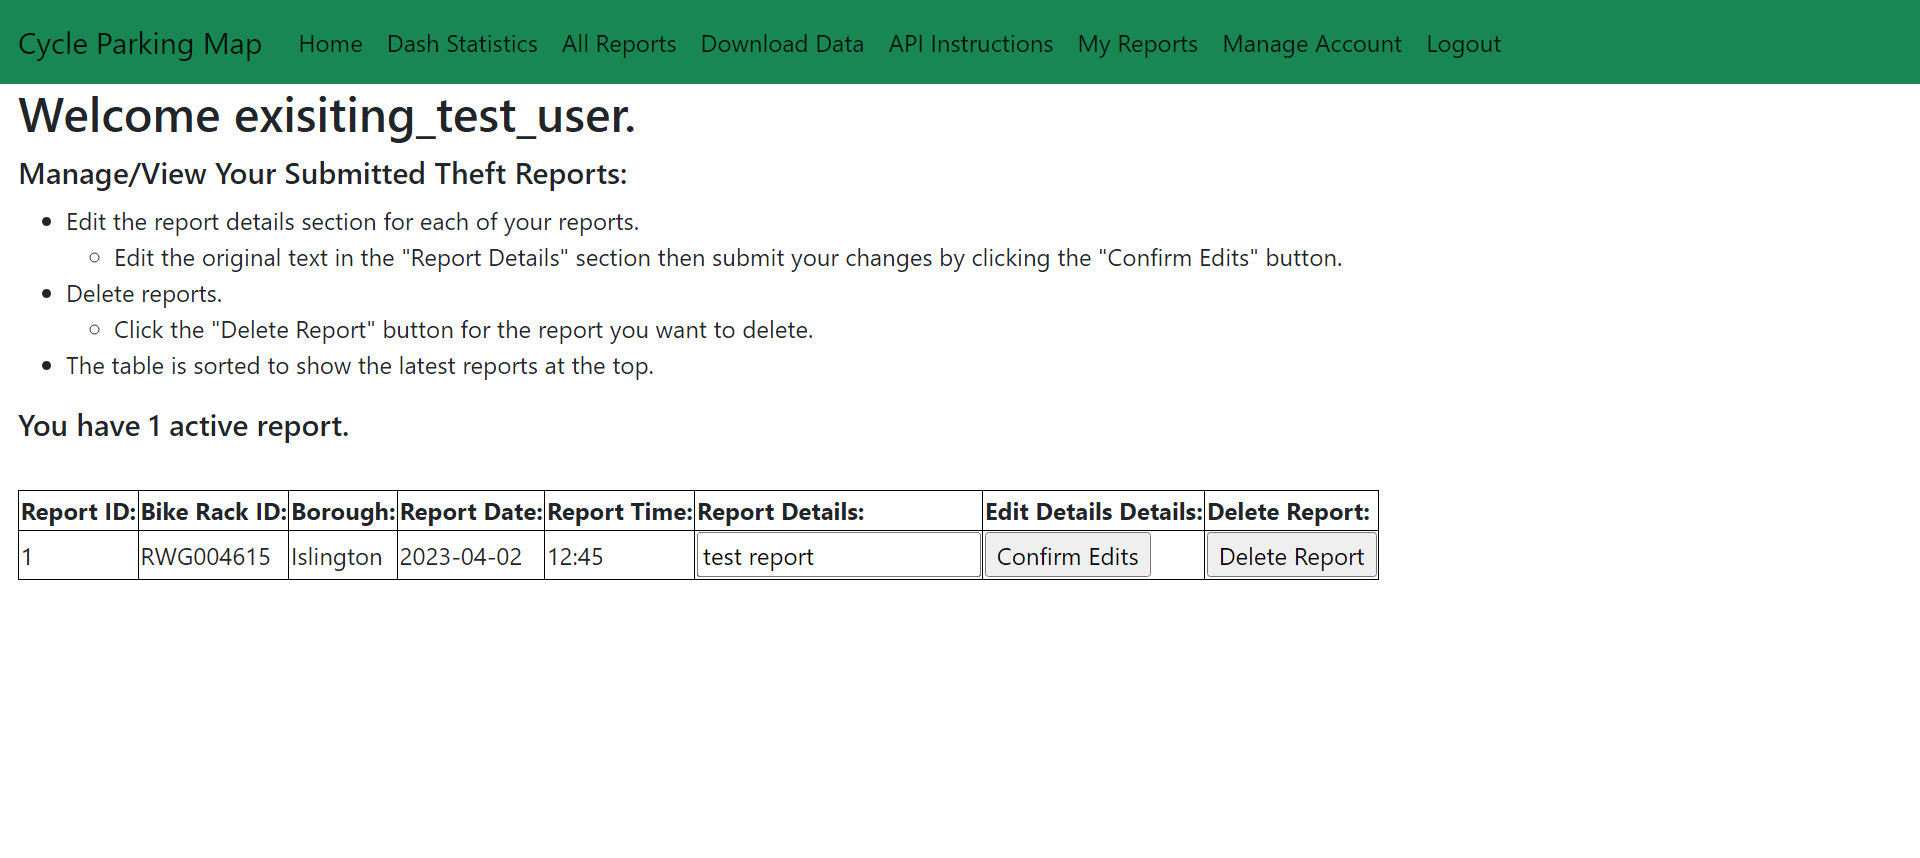 Cycle Parking Map Home Dash Statistics All Reports Download Data API Instructions My Reports Manage Account Logout
Welcome exisiting_test_user.
Manage/View Your Submitted Theft Reports:
Edit the report details section for each of your reports.
Edit the original text in the "Report Details" section then submit your changes by clicking the "Confirm Edits" button.
Delete reports.
Click the "Delete Report" button for the report you want to delete.
The table is sorted to show the latest reports at the top.
You have 1 active report.
Report ID: Bike Rack ID: Borough: Report Date: Report Time: Report Details: Edit Details Details: Delete Report:
1 RWG004615 Islington 2023-04-02 12:45 test report Confirm Edits Delete Report